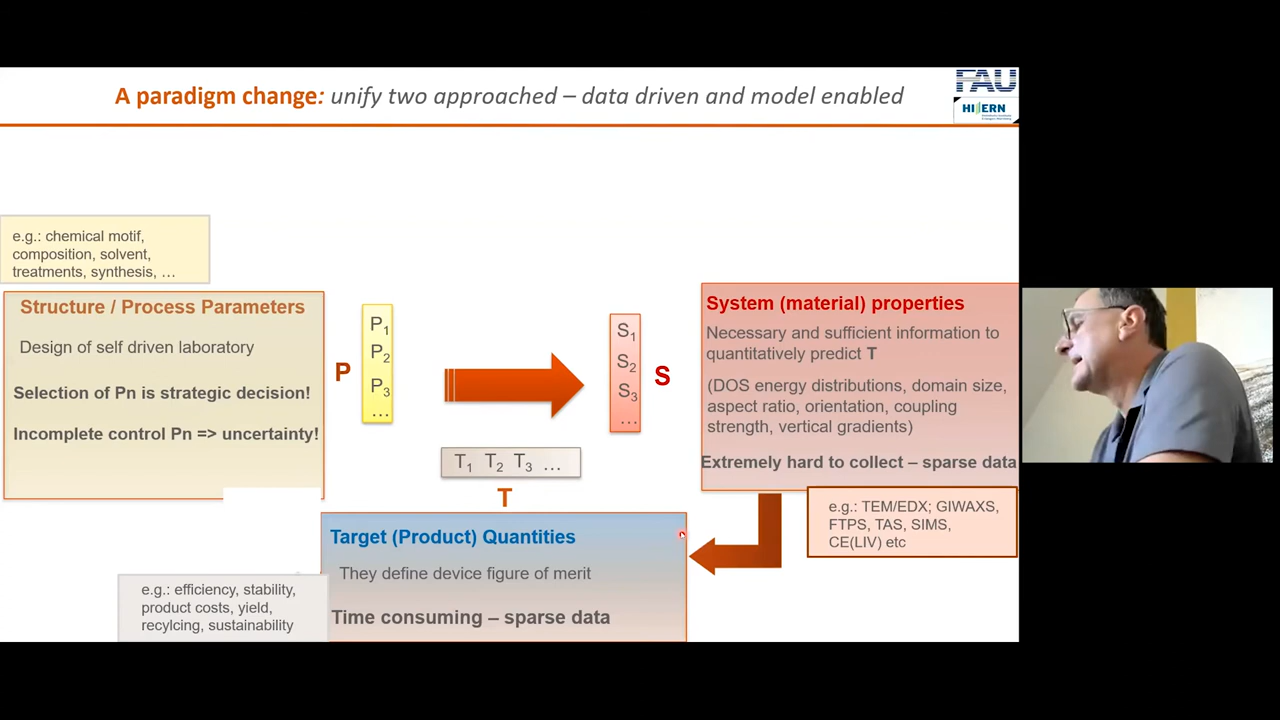 A paradigm change: unify two approached – data driven and model enabled
FAU
HI ERN
e.g.: chemical motif,
composition, solvent,
treatments, synthesis, …
Structure / Process Parameters
Design of self driven laboratory
Selection of Pn is strategic decision!
Incomplete control Pn => uncertainty!
P
P1
P2
P3
…
S1
S2
S3
…
S
T1 T2 T3 …
T
System (material) properties
Necessary and sufficient information to
quantitatively predict T
(DOS energy distributions, domain size,
aspect ratio, orientation, coupling
strength, vertical gradients)
Extremely hard to collect – sparse data
e.g.: TEM/EDX; GIWAXS,
FTPS, TAS, SIMS,
CE(LIV) etc
Target (Product) Quantities
They define device figure of merit
Time consuming – sparse data
e.g.: efficiency, stability,
product costs, yield,
recylcing, sustainability